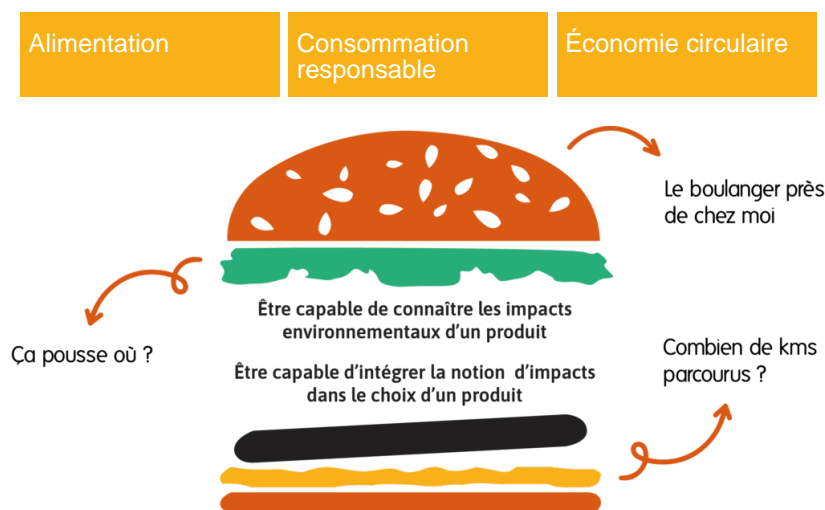 Alimentation
Consommation
responsable
Économie circulaire
Le boulanger près
de chez moi
Être capable de connaître les impacts
environnementaux d'un produit
Ça pousse où ?
Combien de kms
parcourus ?
Être capable d'intégrer la notion d'impacts
dans le choix d'un produit